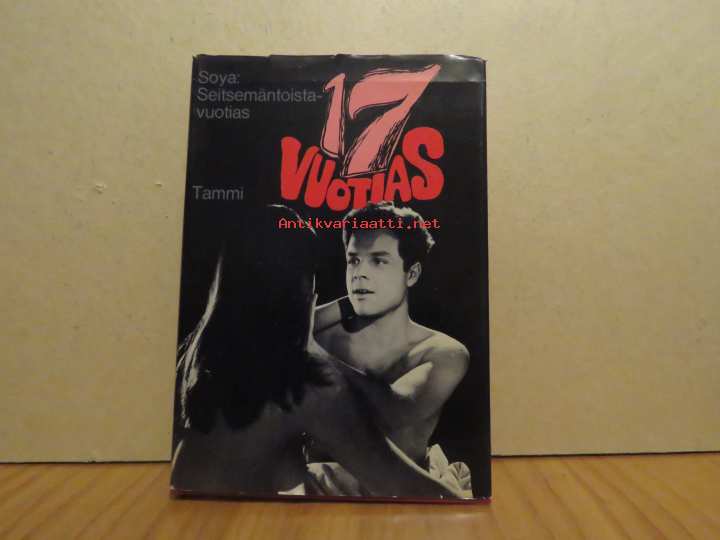 Soya:
Seitsemäntoista-
vuotias
17
VUOTIAS
Tammi
Antikvariaatti.net